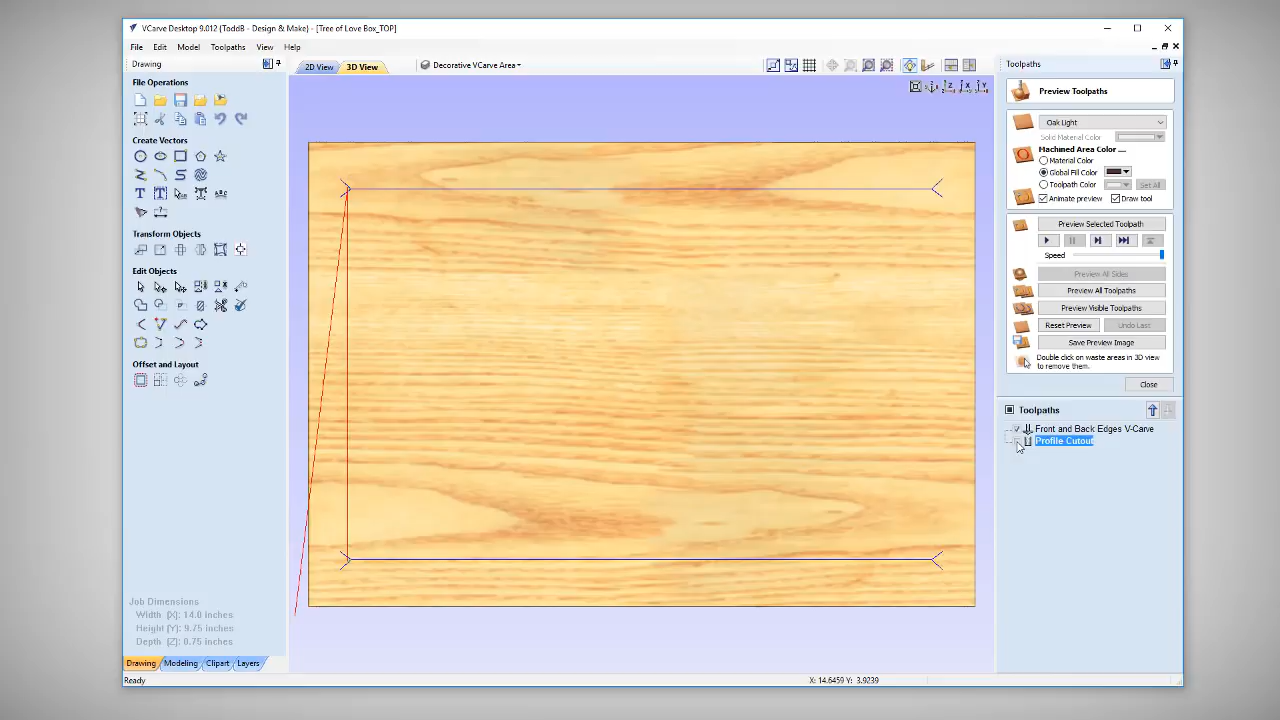 VCarve Desktop 9.012 (ToddB - Design & Make) - [Tree of Love Box_TOP]
File Edit Model Toolpaths View Help
Drawing
File Operations
Create Vectors
Transform Objects
Edit Objects
Offset and Layout
Job Dimensions
Width (X): 14.0 inches
Height (Y): 9.75 inches
Depth (Z): 0.75 inches
Drawing Modeling Clipart Layers
Ready
2D View 3D View Decorative VCarve Area
X: 14.6459 Y: 3.9239
Toolpaths
Preview Toolpaths
Oak Light
Solid Material Color
Machined Area Color ....
Material Color
Global Fill Color
Toolpath Color Set All
Animate preview Draw tool
Preview Selected Toolpath
Speed
Preview All Sides
Preview All Toolpaths
Preview Visible Toolpaths
Reset Preview Undo Last
Save Preview Image
Double click on waste areas in 3D view
to remove them.
Close
Toolpaths
Front and Back Edges V-Carve
Profile Cutout